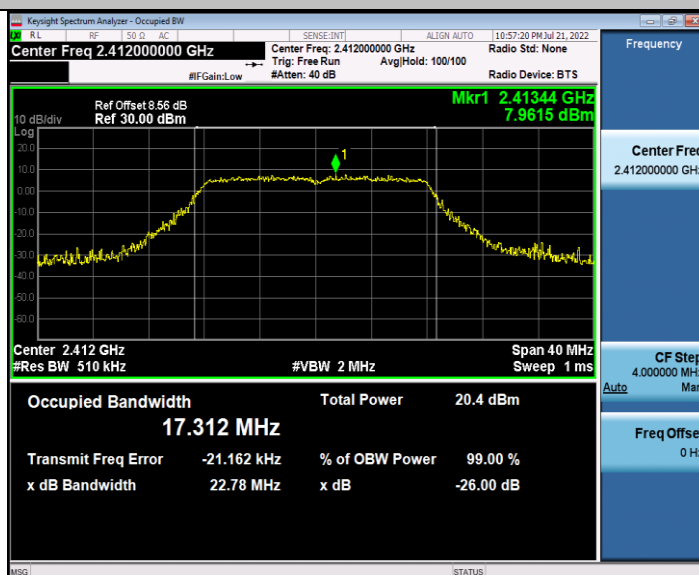 Keysight Spectrum Analyzer - Occupied BW
RL RF 50 Ω AC SENSE:INT ALIGN AUTO 10:57:20 PM Jul 21, 2022
Center Freq 2.412000000 GHz Center Freq: 2.412000000 GHz Radio Std: None
Trig: Free Run Avg|Hold: 100/100
#IFGain:Low #Atten: 40 dB Radio Device: BTS
Frequency
Ref Offset 8.56 dB Mkr1 2.41344 GHz
10 dB/div Ref 30.00 dBm 7.9615 dBm
Log
20.0
10.0
0.00
-10.0
-20.0
-30.0
-40.0
-50.0
-60.0
1
Center 2.412 GHz Span 40 MHz
#Res BW 510 kHz #VBW 2 MHz Sweep 1 ms
Occupied Bandwidth Total Power 20.4 dBm
17.312 MHz
Transmit Freq Error -21.162 kHz % of OBW Power 99.00 %
x dB Bandwidth 22.78 MHz x dB -26.00 dB
Center Freq
2.412000000 GHz
CF Step
4.000000 MHz
Auto Man
Freq Offse
0 Hz
MSG STATUS